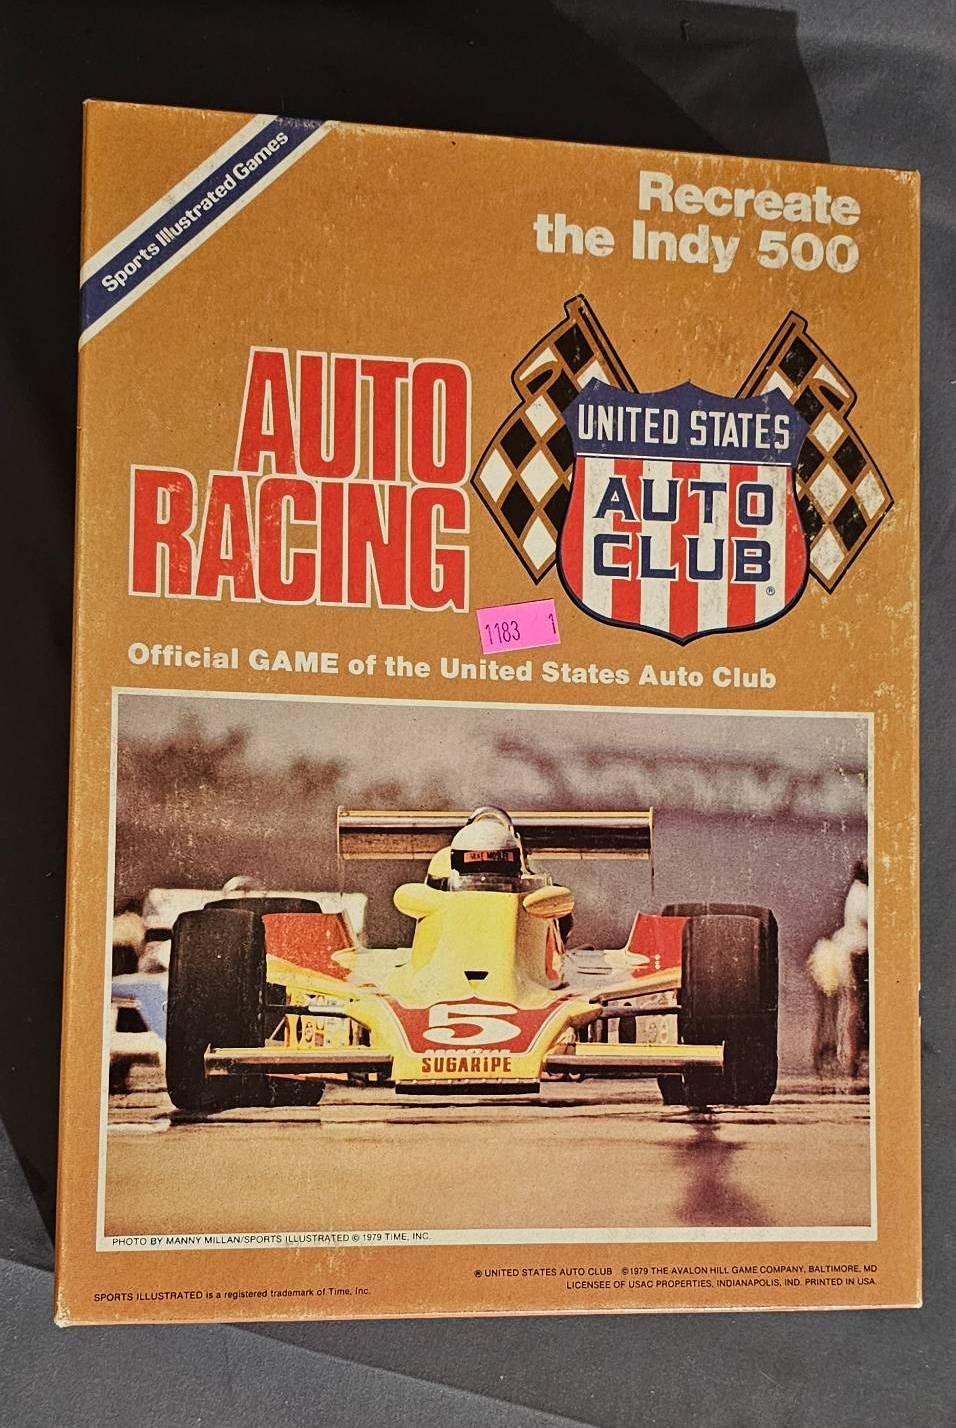 Sports Illustrated Games
Recreate
the Indy 500
AUTO
RACING
UNITED STATES
AUTO
CLUB
®
1183 1
Official GAME of the United States Auto Club
5
SUGARIPE
PHOTO BY MANNY MILLAN/SPORTS ILLUSTRATED © 1979 TIME, INC.
® UNITED STATES AUTO CLUB ©1979 THE AVALON HILL GAME COMPANY, BALTIMORE, MD
LICENSEE OF USAC PROPERTIES, INDIANAPOLIS, IND. PRINTED IN USA.
SPORTS ILLUSTRATED is a registered trademark of Time, Inc.